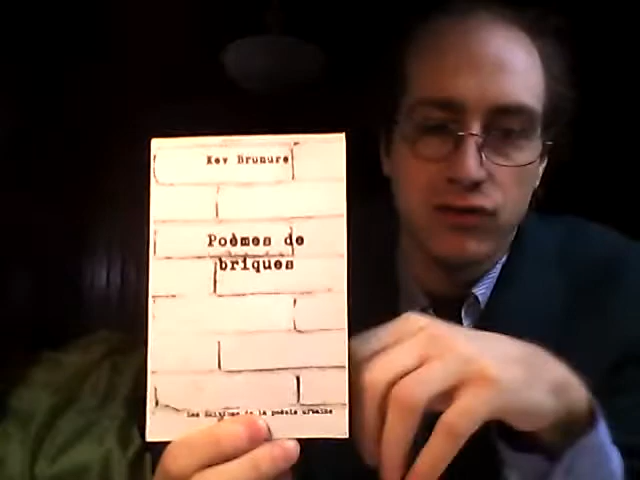 Kev Brunure
Poèmes de
briques
Les Éditions de la poésie urbaine